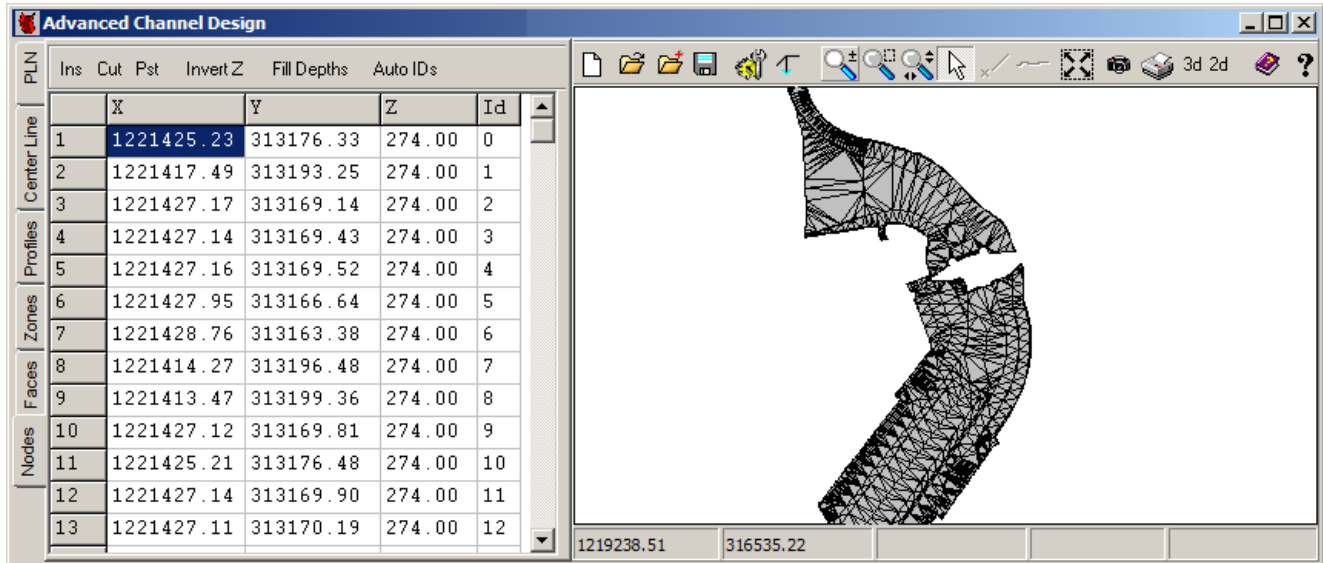 Advanced Channel Design
PLN
Center Line
Profiles
Zones
Faces
Nodes
Ins Cut Pst Invert Z Fill Depths Auto IDs
3d 2d ?
X Y Z Id
1 1221425.23 313176.33 274.00 0
2 1221417.49 313193.25 274.00 1
3 1221427.17 313169.14 274.00 2
4 1221427.14 313169.43 274.00 3
5 1221427.16 313169.52 274.00 4
6 1221427.95 313166.64 274.00 5
7 1221428.76 313163.38 274.00 6
8 1221414.27 313196.48 274.00 7
9 1221413.47 313199.36 274.00 8
10 1221427.12 313169.81 274.00 9
11 1221425.21 313176.48 274.00 10
12 1221427.14 313169.90 274.00 11
13 1221427.11 313170.19 274.00 12
1219238.51 316535.22